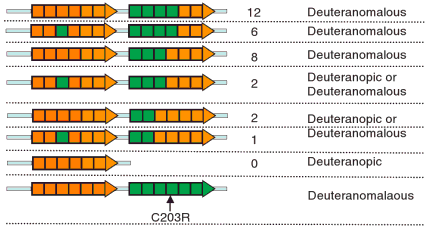 12 Deuteranomalous
6 Deuteranomalous
8 Deuteranomalous
2 Deuteranopic or
Deuteranomalous
2 Deuteranopic or
1 Deuteranomalous
0 Deuteranopic
Deuteranomalaous
C203R